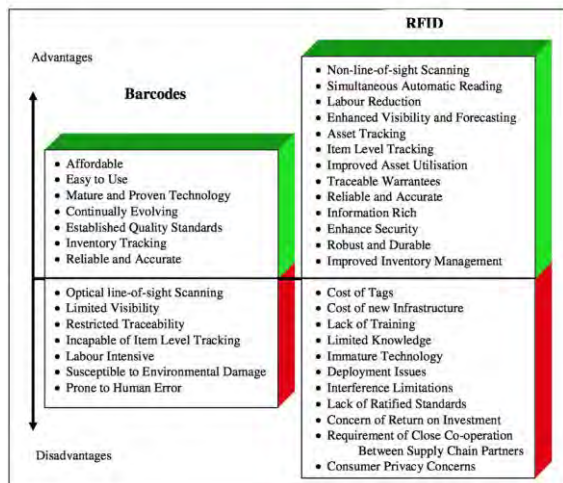 RFID
Advantages
Barcodes
• Non-line-of-sight Scanning
• Simultaneous Automatic Reading
• Labour Reduction
• Enhanced Visibility and Forecasting
• Asset Tracking
• Item Level Tracking
• Improved Asset Utilisation
• Traceable Warrantees
• Reliable and Accurate
• Information Rich
• Enhance Security
• Robust and Durable
• Improved Inventory Management
• Affordable
• Easy to Use
• Mature and Proven Technology
• Continually Evolving
• Established Quality Standards
• Inventory Tracking
• Reliable and Accurate
• Optical line-of-sight Scanning
• Limited Visibility
• Restricted Traceability
• Incapable of Item Level Tracking
• Labour Intensive
• Susceptible to Environmental Damage
• Prone to Human Error
• Cost of Tags
• Cost of new Infrastructure
• Lack of Training
• Limited Knowledge
• Immature Technology
• Deployment Issues
• Interference Limitations
• Lack of Ratified Standards
• Concern of Return on Investment
• Requirement of Close Co-operation
Between Supply Chain Partners
• Consumer Privacy Concerns
Disadvantages